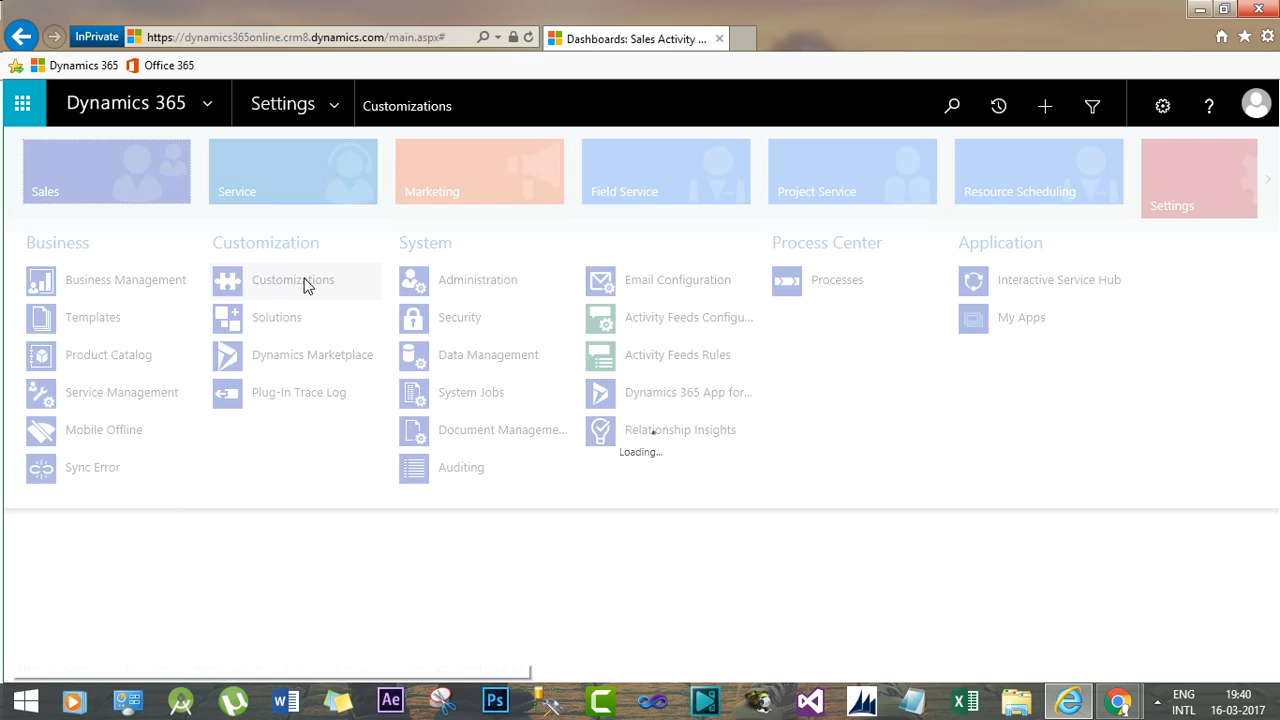 InPrivate
https://dynamics365online.crm8.dynamics.com/main.aspx#
Dashboards: Sales Activity ...
Dynamics 365
Office 365
Dynamics 365
Settings
Customizations
Sales
Service
Marketing
Field Service
Project Service
Resource Scheduling
Settings
Business
Customization
System
Process Center
Application
Business Management
Customizations
Administration
Email Configuration
Processes
Interactive Service Hub
Templates
Solutions
Security
Activity Feeds Configu...
My Apps
Product Catalog
Dynamics Marketplace
Data Management
Activity Feeds Rules
Service Management
Plug-In Trace Log
System Jobs
Dynamics 365 App for...
Mobile Offline
Document Manageme...
Relationship Insights
Loading...
Sync Error
Auditing
Ae
Ps
ENG
INTL
19:40
16-03-2017